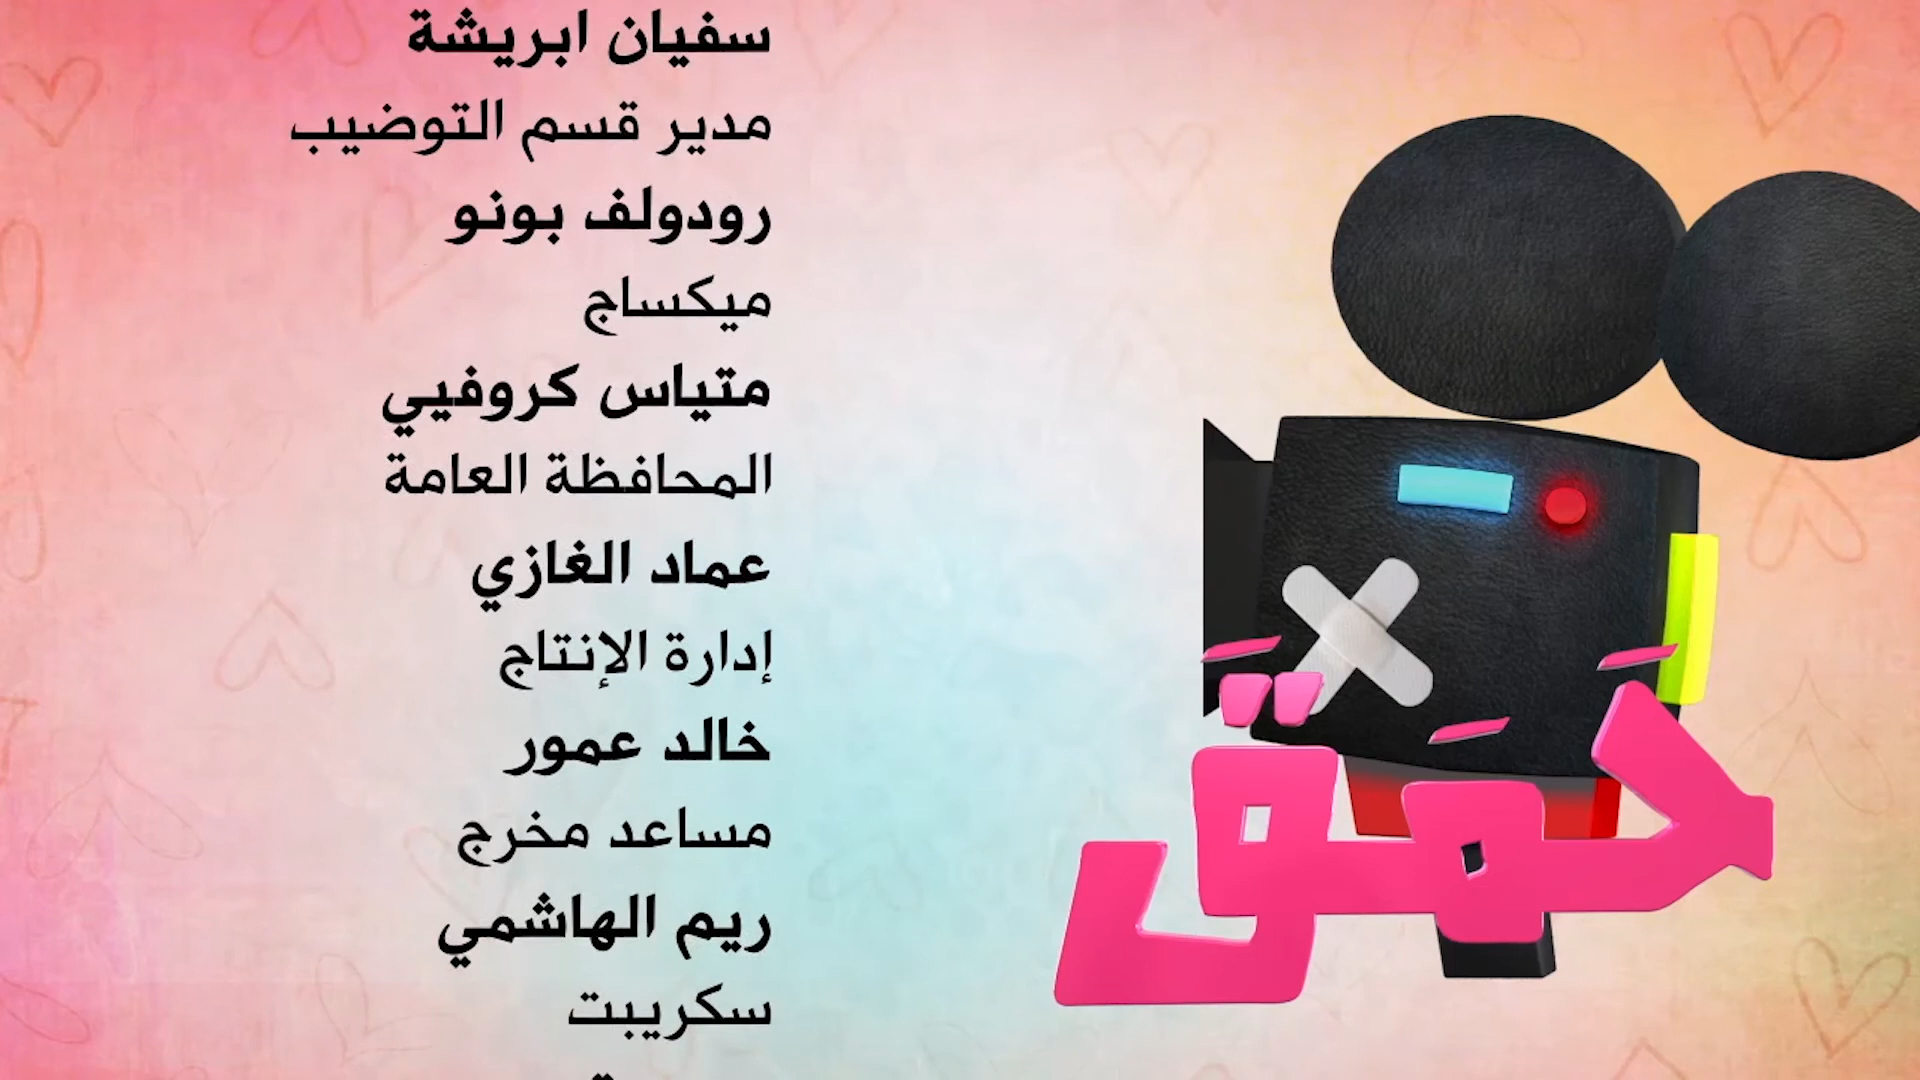 سفيان ابريشة
مدير قسم التوضيب
رودولف بونو
ميكساج
متياس كروفيي
المحافظة العامة
عماد الغازي
إدارة الإنتاج
خالد عمور
مساعد مخرج
ريم الهاشمي
سكريبت
حَمَقَ